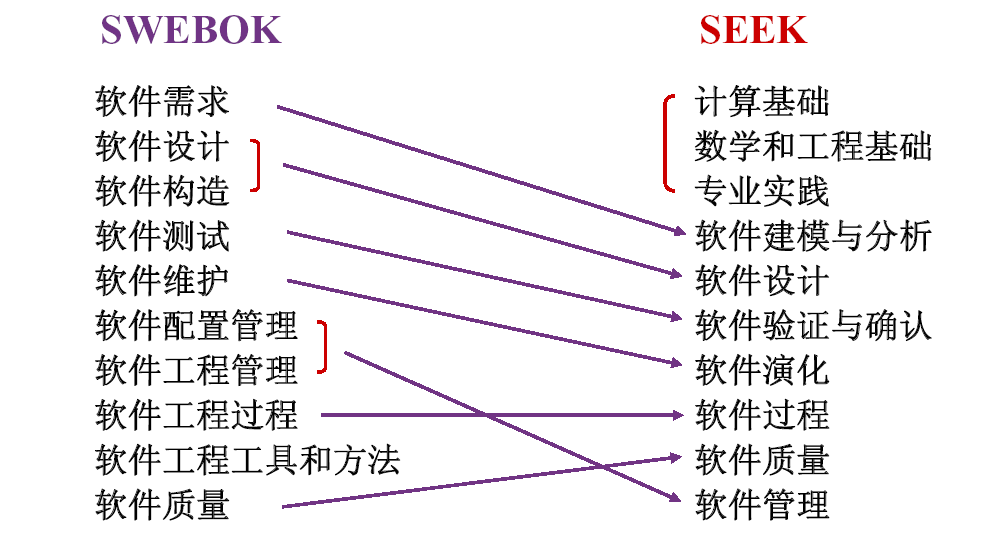 SWEBOK
软件需求
软件设计
软件构造
软件测试
软件维护
软件配置管理
软件工程管理
软件工程过程
软件工程工具和方法
软件质量
SEEK
计算基础
数学和工程基础
专业实践
软件建模与分析
软件设计
软件验证与确认
软件演化
软件过程
软件质量
软件管理